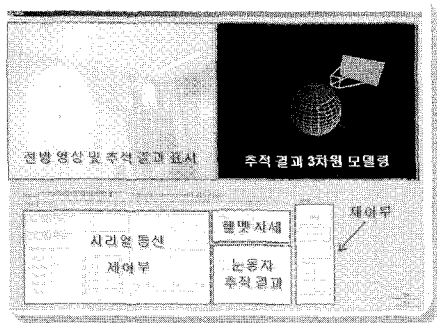 전방 영상 및 추적 결과 표시
추적 결과 3차원 모델링
시리얼 통신
제어부
헬멧 자세
눈동자
추적 결과
제어부